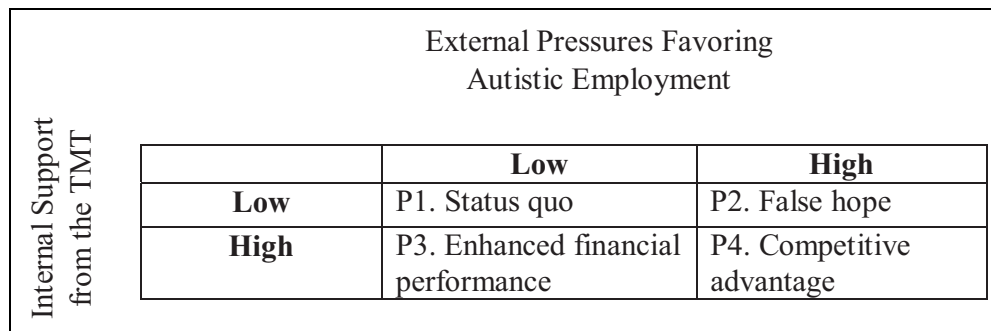 External Pressures Favoring
Autistic Employment
Internal Support
from the TMT
Low High
Low P1. Status quo P2. False hope
High P3. Enhanced financial P4. Competitive
performance advantage